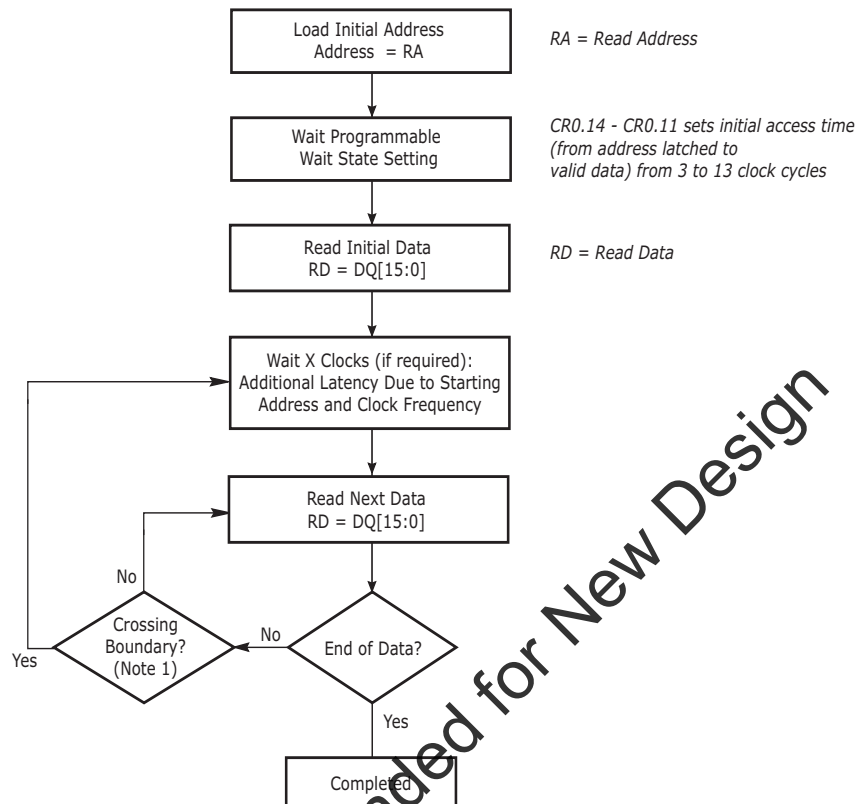 Load Initial Address
Address = RA
RA = Read Address
Wait Programmable
Wait State Setting
CR0.14 - CR0.11 sets initial access time
(from address latched to
valid data) from 3 to 13 clock cycles
Read Initial Data
RD = DQ[15:0]
RD = Read Data
Wait X Clocks (if required):
Additional Latency Due to Starting
Address and Clock Frequency
Read Next Data
RD = DQ[15:0]
No
Crossing
Boundary?
(Note 1)
Yes
No
End of Data?
Yes
Completed
ded for New Design